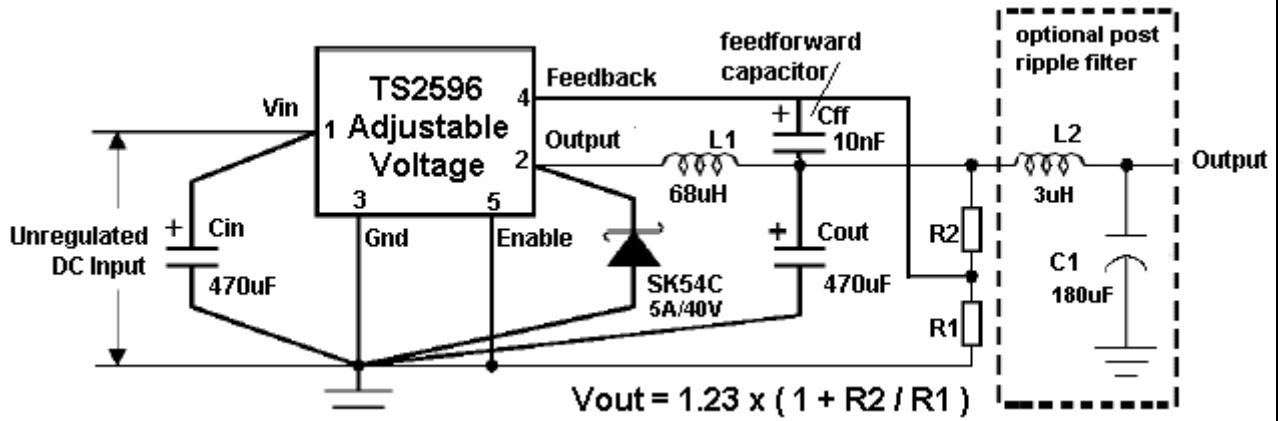 optional post
ripple filter
feedforward
capacitor
TS2596
Adjustable
Voltage
Feedback
4
+
Cff
10nF
Vin
1
Output
2
L1
68uH
L2
3uH
Output
3
5
Unregulated
DC Input
+
Cin
470uF
Gnd
Enable
SK54C
5A/40V
+
Cout
470uF
R2
R1
C1
180uF
Vout = 1.23 x ( 1 + R2 / R1 )